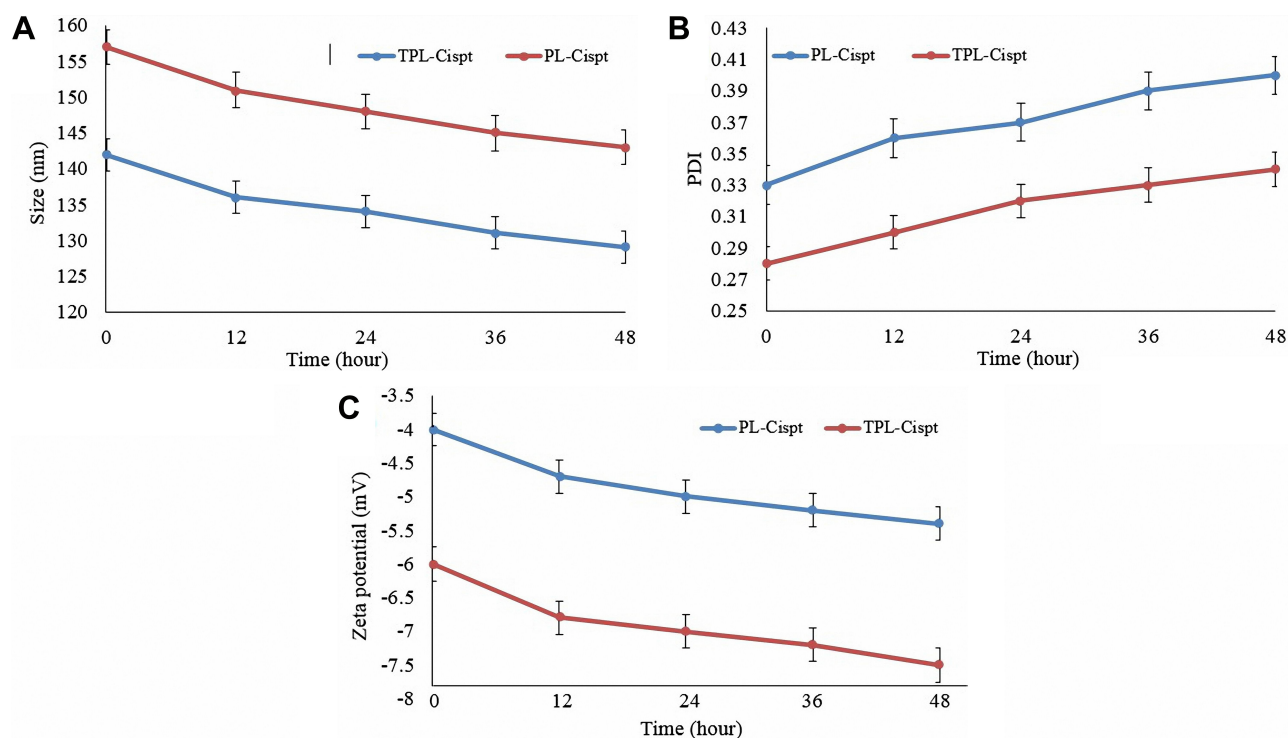 A
160
155
150
145
140
135
130
125
120
Size (nm)
TPL-Cispt PL-Cispt
0 12 24 36 48
Time (hour)
B
0.43
0.41
0.39
0.37
0.35
0.33
0.31
0.29
0.27
0.25
PDI
PL-Cispt TPL-Cispt
0 12 24 36 48
Time (hour)
C
-3.5
-4
-4.5
-5
-5.5
-6
-6.5
-7
-7.5
-8
Zeta potential (mV)
PL-Cispt TPL-Cispt
0 12 24 36 48
Time (hour)